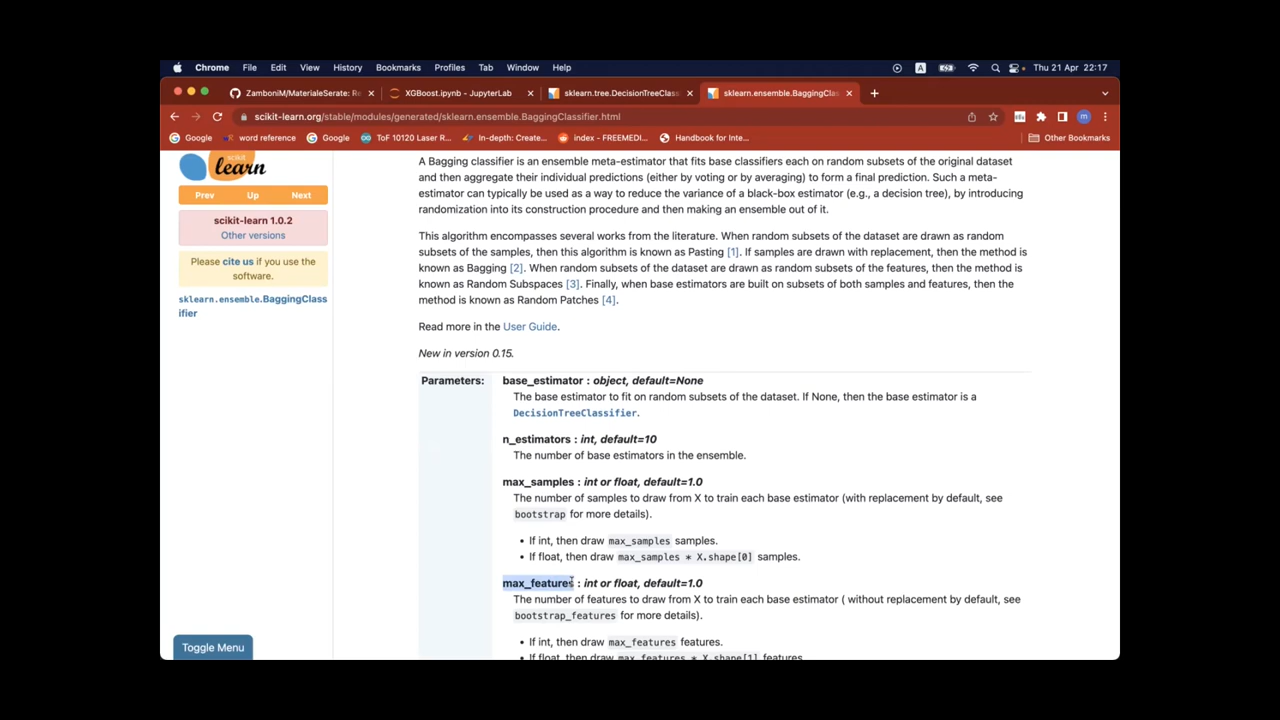 Chrome File Edit View History Bookmarks Profiles Tab Window Help A Thu 21 Apr 22:17
ZamboniM/MaterialeSerate: Re XGBoost.ipynb - JupyterLab sklearn.tree.DecisionTreeClass sklearn.ensemble.BaggingClas
scikit-learn.org/stable/modules/generated/sklearn.ensemble.BaggingClassifier.html
Google word reference Google ToF 10120 Laser R... In-depth: Create... index - FREEMEDI... Handbook for Inte... Other Bookmarks
scikit
learn
Prev Up Next
scikit-learn 1.0.2
Other versions
Please cite us if you use the
software.
sklearn.ensemble.BaggingClass
ifier
A Bagging classifier is an ensemble meta-estimator that fits base classifiers each on random subsets of the original dataset
and then aggregate their individual predictions (either by voting or by averaging) to form a final prediction. Such a meta-
estimator can typically be used as a way to reduce the variance of a black-box estimator (e.g., a decision tree), by introducing
randomization into its construction procedure and then making an ensemble out of it.
This algorithm encompasses several works from the literature. When random subsets of the dataset are drawn as random
subsets of the samples, then this algorithm is known as Pasting [1]. If samples are drawn with replacement, then the method is
known as Bagging [2]. When random subsets of the dataset are drawn as random subsets of the features, then the method is
known as Random Subspaces [3]. Finally, when base estimators are built on subsets of both samples and features, then the
method is known as Random Patches [4].
Read more in the User Guide.
New in version 0.15.
Parameters: base_estimator : object, default=None
The base estimator to fit on random subsets of the dataset. If None, then the base estimator is a
DecisionTreeClassifier.
n_estimators : int, default=10
The number of base estimators in the ensemble.
max_samples : int or float, default=1.0
The number of samples to draw from X to train each base estimator (with replacement by default, see
bootstrap for more details).
• If int, then draw max_samples samples.
• If float, then draw max_samples * X.shape[0] samples.
max_features : int or float, default=1.0
The number of features to draw from X to train each base estimator ( without replacement by default, see
bootstrap_features for more details).
• If int, then draw max_features features.
• If float, then draw max_features * X.shape[1] features.
Toggle Menu